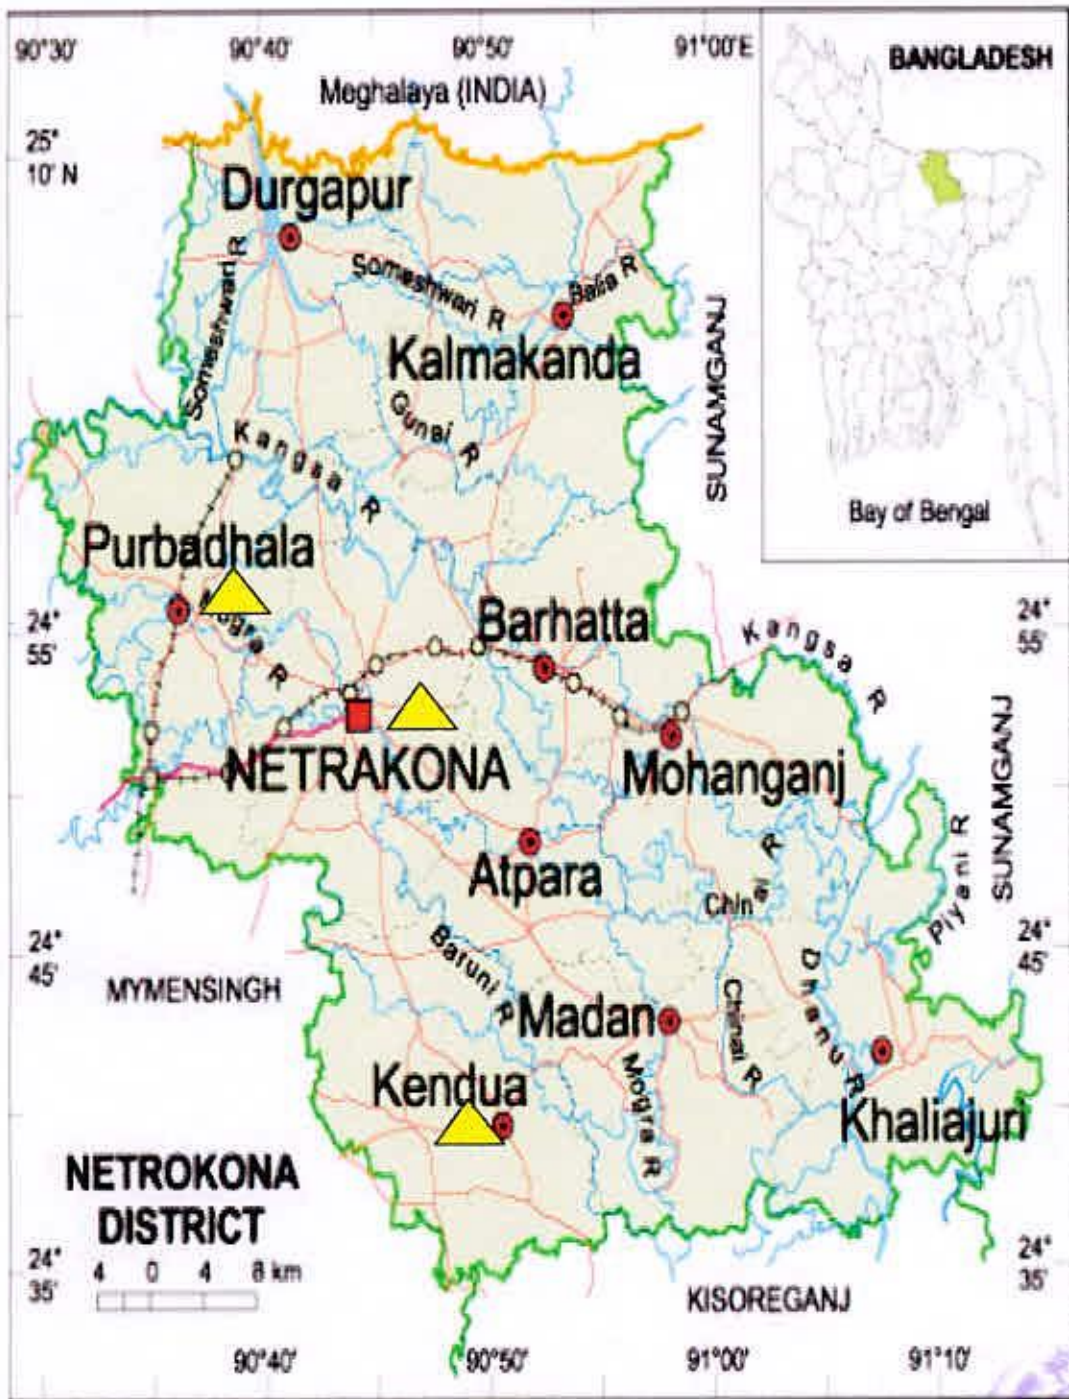 90°30'
90°40'
90°50'
91°00'E
BANGLADESH
Meghalaya (INDIA)
25°
10' N
Durgapur
Someshwari R
Someshwari R
Balia R
Kalmakanda
SUNAMGANJ
Gunai R
Kangsa R
Bay of Bengal
Purbadhala
Mogra R
24°
55'
Barhatta
Kangsa R
24°
55'
NETRAKONA
Mohanganj
SUNAMGANJ
Atpara
Piyani R
R
Chin
24°
45'
Baruni R
Dhanu R
24°
45'
MYMENSINGH
Madan
Chinai R
Mogra R
Kendua
Khaliajuri
NETROKONA
DISTRICT
4 0 4 8 km
24°
35'
24°
35'
KISOREGANJ
90°40'
90°50'
91°00'
91°10'